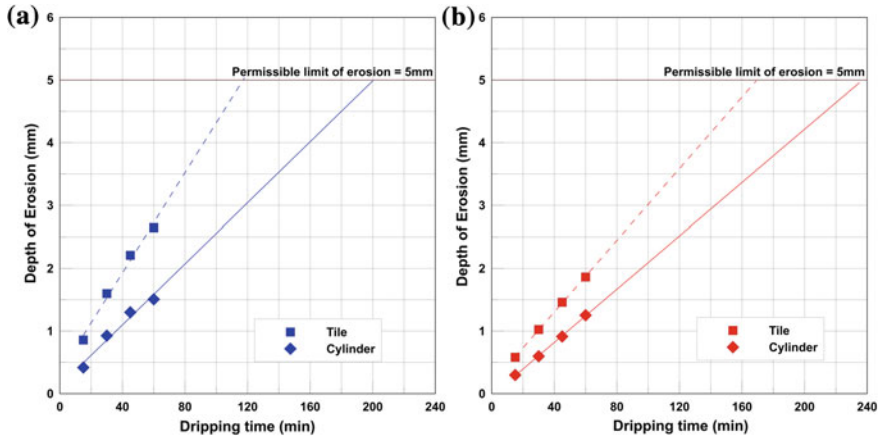 (a)
6
5
4
3
2
1
0
Depth of Erosion (mm)
Permissible limit of erosion = 5mm
Tile
Cylinder
0 40 80 120 160 200 240
Dripping time (min)
(b)
6
5
4
3
2
1
0
Depth of Erosion (mm)
Permissible limit of erosion = 5mm
Tile
Cylinder
0 40 80 120 160 200 240
Dripping time (min)